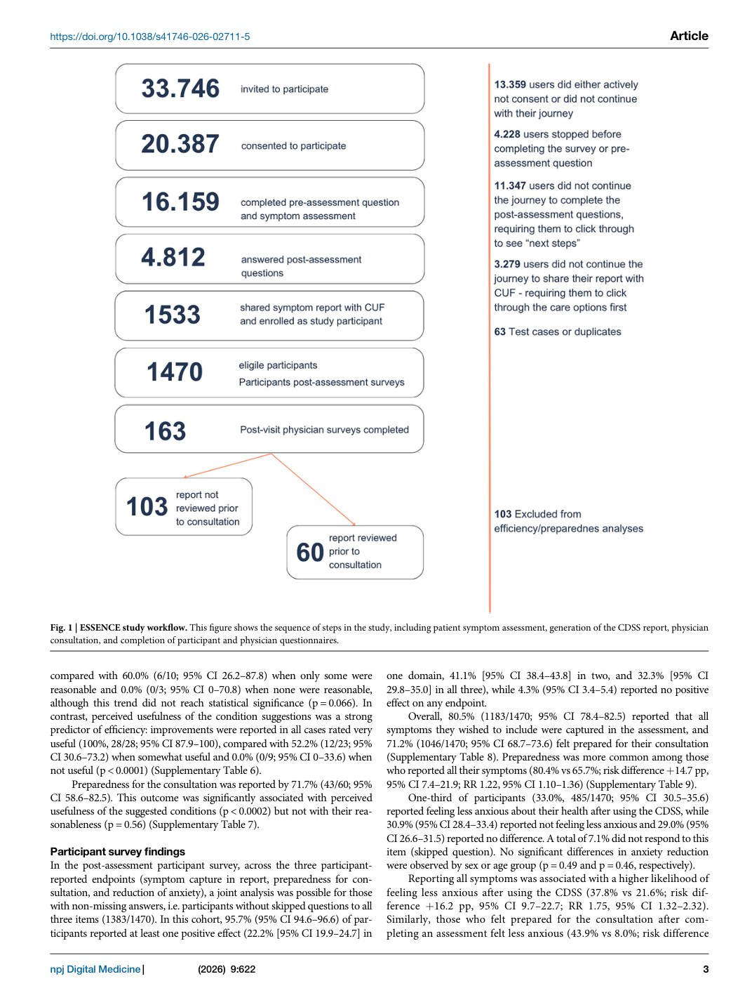 https://doi.org/10.1038/s41746-026-02711-5
Article
33.746 invited to participate
13.359 users did either actively
not consent or did not continue
with their journey
20.387 consented to participate
4.228 users stopped before
completing the survey or pre-
assessment question
16.159 completed pre-assessment question
and symptom assessment
11.347 users did not continue
the journey to complete the
post-assessment questions,
requiring them to click through
to see “next steps”
4.812 answered post-assessment
questions
3.279 users did not continue the
journey to share their report with
CUF - requiring them to click
through the care options first
1533 shared symptom report with CUF
and enrolled as study participant
63 Test cases or duplicates
1470 eligile participants
Participants post-assessment surveys
163 Post-visit physician surveys completed
103 report not
reviewed prior
to consultation
60 report reviewed
prior to
consultation
103 Excluded from
efficiency/preparednes analyses
Fig. 1 | ESSENCE study workflow. This figure shows the sequence of steps in the study, including patient symptom assessment, generation of the CDSS report, physician
consultation, and completion of participant and physician questionnaires.
compared with 60.0% (6/10; 95% CI 26.2–87.8) when only some were
reasonable and 0.0% (0/3; 95% CI 0–70.8) when none were reasonable,
although this trend did not reach statistical significance (p = 0.066). In
contrast, perceived usefulness of the condition suggestions was a strong
predictor of efficiency: improvements were reported in all cases rated very
useful (100%, 28/28; 95% CI 87.9–100), compared with 52.2% (12/23; 95%
CI 30.6–73.2) when somewhat useful and 0.0% (0/9; 95% CI 0–33.6) when
not useful (p < 0.0001) (Supplementary Table 6).
Preparedness for the consultation was reported by 71.7% (43/60; 95%
CI 58.6–82.5). This outcome was significantly associated with perceived
usefulness of the suggested conditions (p < 0.0002) but not with their rea-
sonableness (p = 0.56) (Supplementary Table 7).
Participant survey findings
In the post-assessment participant survey, across the three participant-
reported endpoints (symptom capture in report, preparedness for con-
sultation, and reduction of anxiety), a joint analysis was possible for those
with non-missing answers, i.e. participants without skipped questions to all
three items (1383/1470). In this cohort, 95.7% (95% CI 94.6–96.6) of par-
ticipants reported at least one positive effect (22.2% [95% CI 19.9–24.7] in
one domain, 41.1% [95% CI 38.4–43.8] in two, and 32.3% [95% CI
29.8–35.0] in all three), while 4.3% (95% CI 3.4–5.4) reported no positive
effect on any endpoint.
Overall, 80.5% (1183/1470; 95% CI 78.4–82.5) reported that all
symptoms they wished to include were captured in the assessment, and
71.2% (1046/1470; 95% CI 68.7–73.6) felt prepared for their consultation
(Supplementary Table 8). Preparedness was more common among those
who reported all their symptoms (80.4% vs 65.7%; risk difference +14.7 pp,
95% CI 7.4–21.9; RR 1.22, 95% CI 1.10–1.36) (Supplementary Table 9).
One-third of participants (33.0%, 485/1470; 95% CI 30.5–35.6)
reported feeling less anxious about their health after using the CDSS, while
30.9% (95% CI 28.4–33.4) reported not feeling less anxious and 29.0% (95%
CI 26.6–31.5) reported no difference. A total of 7.1% did not respond to this
item (skipped question). No significant differences in anxiety reduction
were observed by sex or age group (p = 0.49 and p = 0.46, respectively).
Reporting all symptoms was associated with a higher likelihood of
feeling less anxious after using the CDSS (37.8% vs 21.6%; risk dif-
ference +16.2 pp, 95% CI 9.7–22.7; RR 1.75, 95% CI 1.32–2.32).
Similarly, those who felt prepared for the consultation after com-
pleting an assessment felt less anxious (43.9% vs 8.0%; risk difference
npj Digital Medicine | (2026) 9:622
3